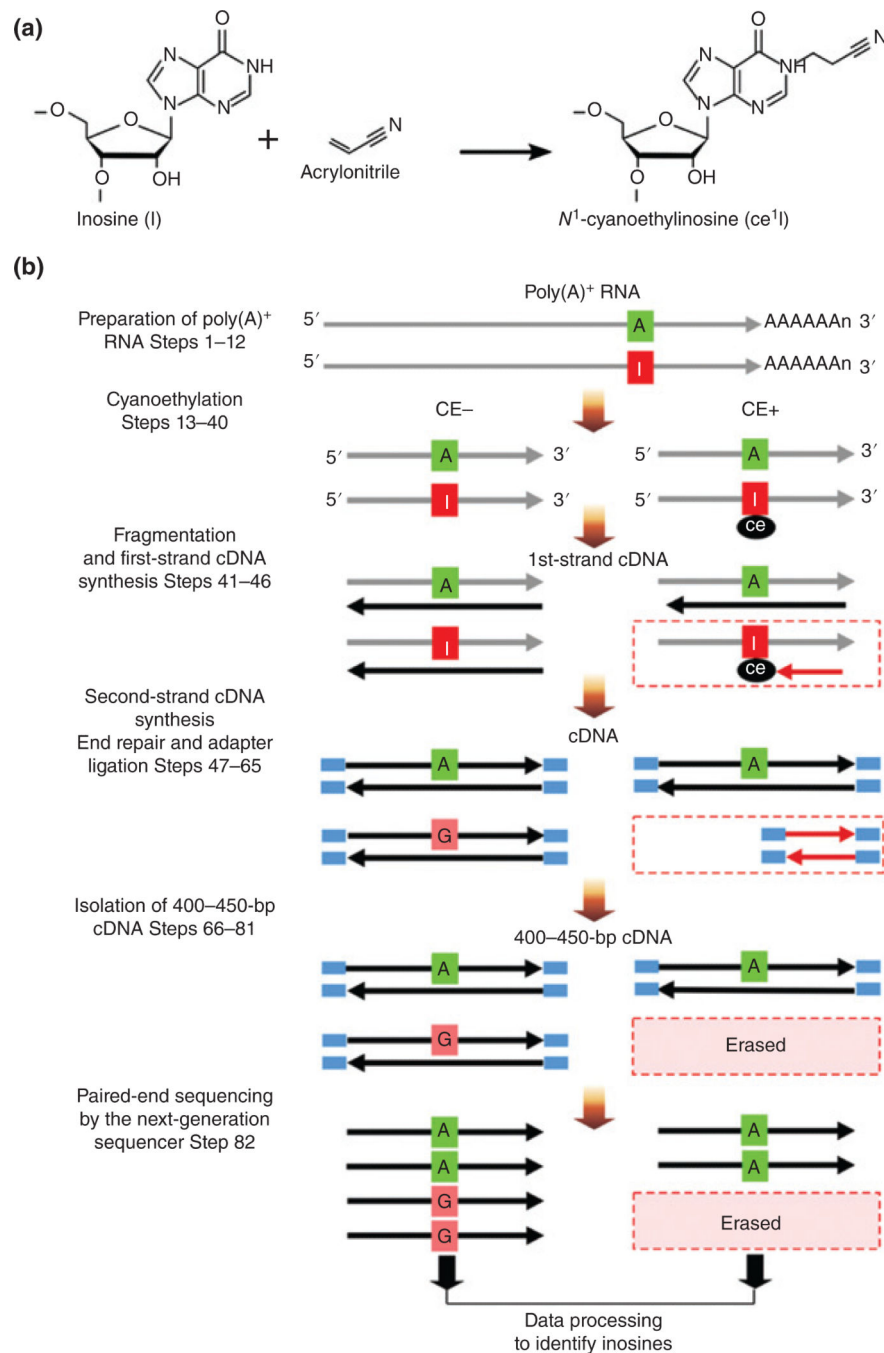 (a)
O
N
NH
N
N
O
O
O
OH
Inosine (I)
+
N
Acrylonitrile
O
N
NH
N
N
N
O
O
O
OH
N¹-cyanoethylinosine (ce¹I)
(b)
Poly(A)⁺ RNA
Preparation of poly(A)⁺
RNA Steps 1–12
5′ A AAAAAAn 3′
5′ I AAAAAAn 3′
Cyanoethylation
Steps 13–40
CE– CE+
5′ A 3′ 5′ A 3′
5′ I 3′ 5′ I 3′
ce
Fragmentation
and first-strand cDNA
synthesis Steps 41–46
1st-strand cDNA
A A
I I
ce
Second-strand cDNA
synthesis
End repair and adapter
ligation Steps 47–65
cDNA
A A
G
Isolation of 400–450-bp
cDNA Steps 66–81
400–450-bp cDNA
A A
G Erased
Paired-end sequencing
by the next-generation
sequencer Step 82
A A
A A
G Erased
G
Data processing
to identify inosines